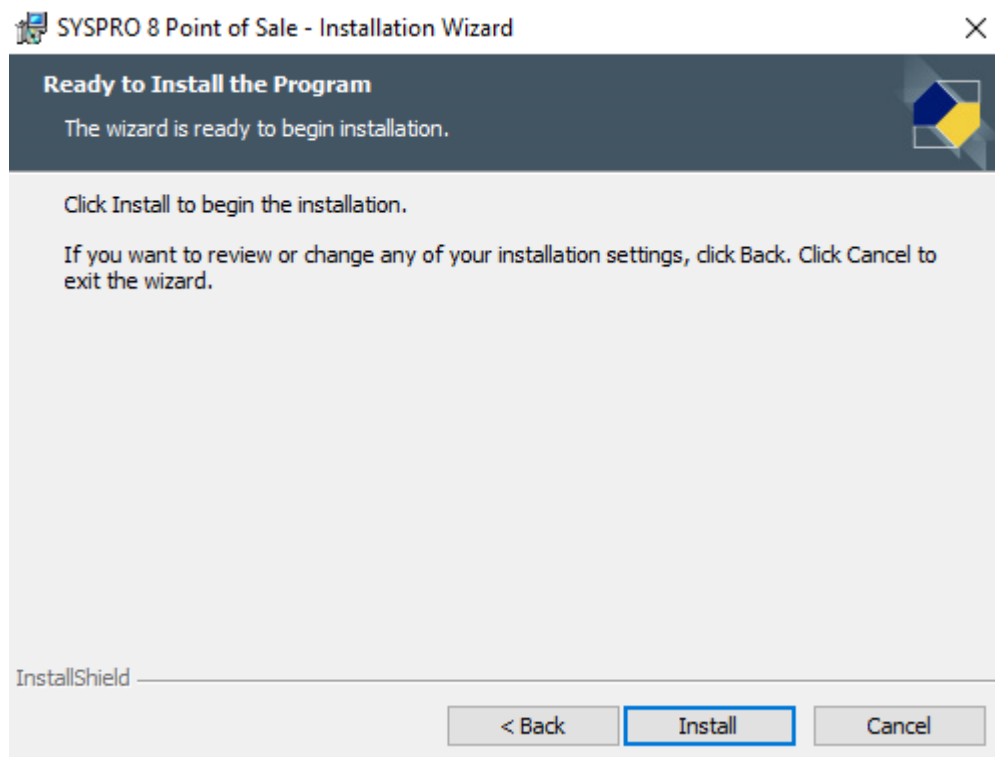 SYSPRO 8 Point of Sale - Installation Wizard
Ready to Install the Program
The wizard is ready to begin installation.
Click Install to begin the installation.
If you want to review or change any of your installation settings, click Back. Click Cancel to
exit the wizard.
InstallShield
< Back Install Cancel